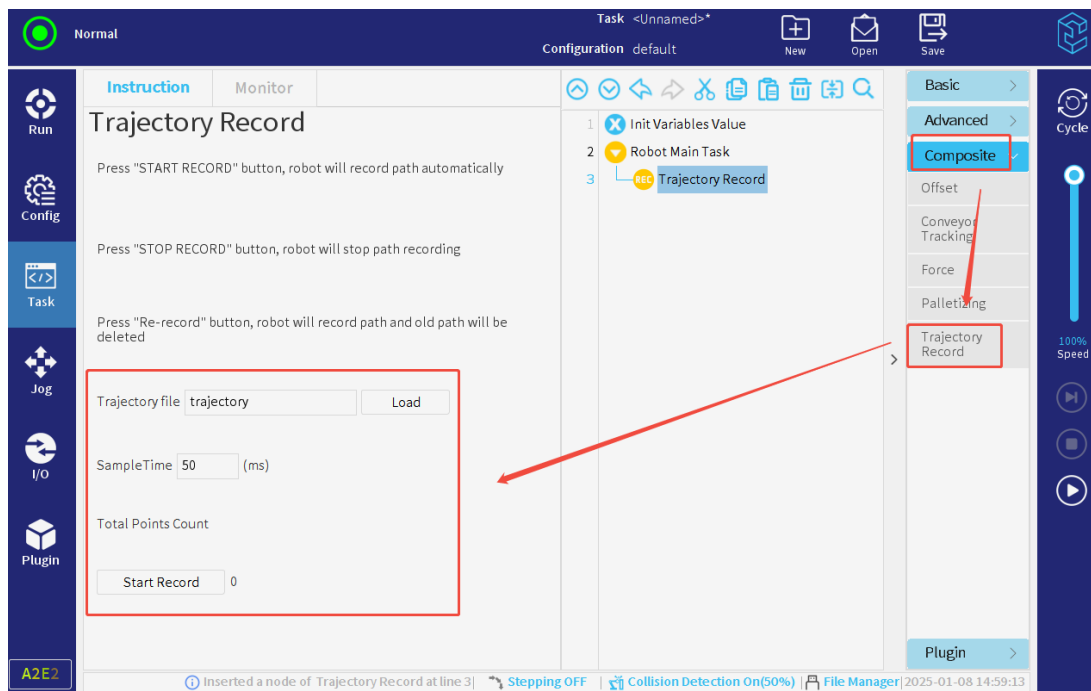 Normal
Task <Unnamed>*
Configuration default
New
Open
Save
Run
Config
Task
Jog
I/O
Plugin
A2E2
Instruction
Monitor
Trajectory Record
Press "START RECORD" button, robot will record path automatically
Press "STOP RECORD" button, robot will stop path recording
Press "Re-record" button, robot will record path and old path will be
deleted
Trajectory file trajectory Load
SampleTime 50 (ms)
Total Points Count
Start Record 0
1 Init Variables Value
2 Robot Main Task
3 REC Trajectory Record
Basic
Advanced
Composite
Offset
Conveyor
Tracking
Force
Palletizing
Trajectory
Record
Plugin
Cycle
100%
Speed
Inserted a node of Trajectory Record at line 3 Stepping OFF Collision Detection On(50%) File Manager 2025-01-08 14:59:13